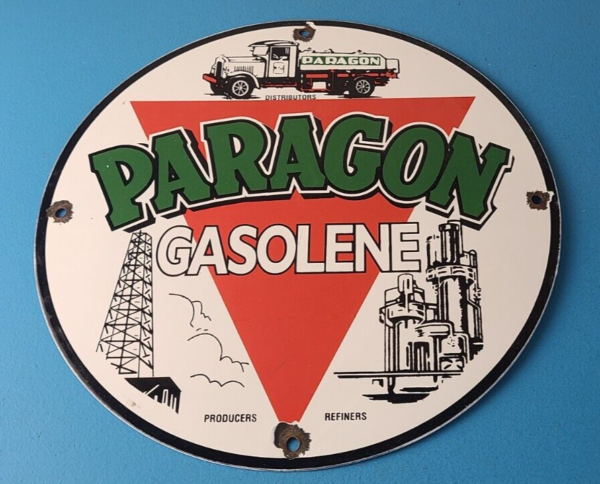 PARAGON
DISTRIBUTORS
PARAGON
GASOLENE
PRODUCERS REFINERS